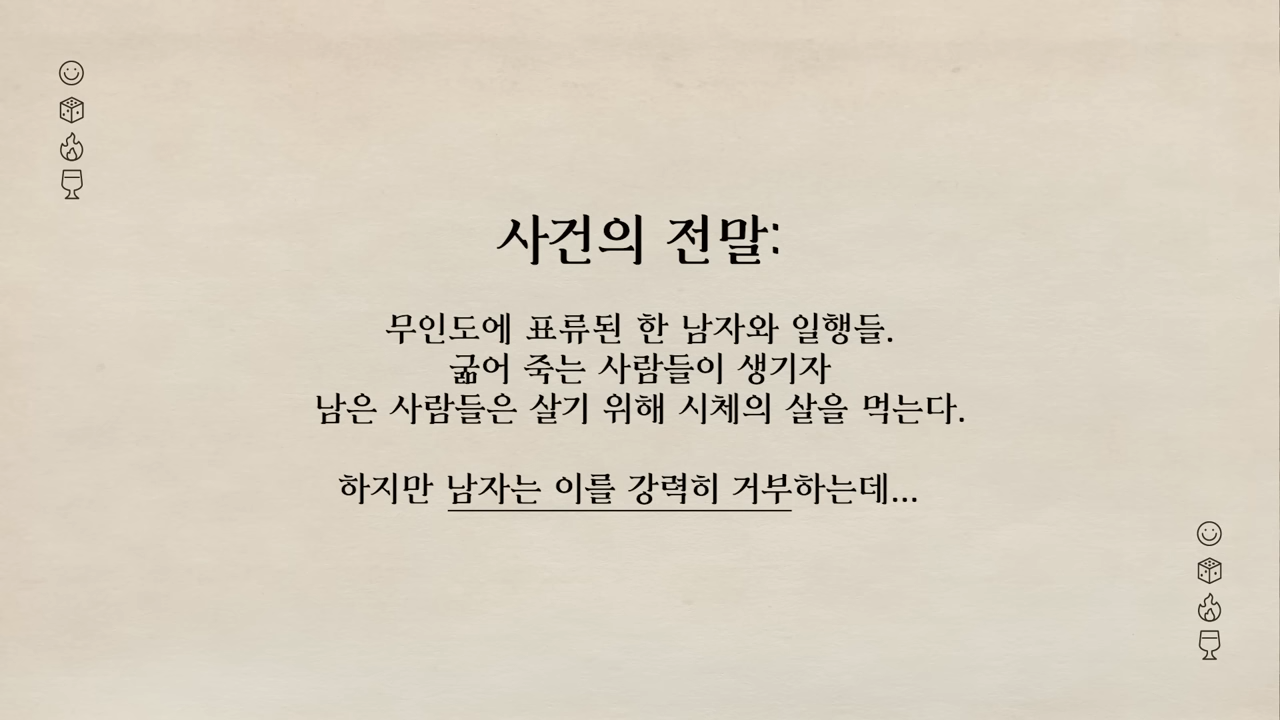 사건의 전말:
무인도에 표류된 한 남자와 일행들.
굶어 죽는 사람들이 생기자
남은 사람들은 살기 위해 시체의 살을 먹는다.
하지만 남자는 이를 강력히 거부하는데...